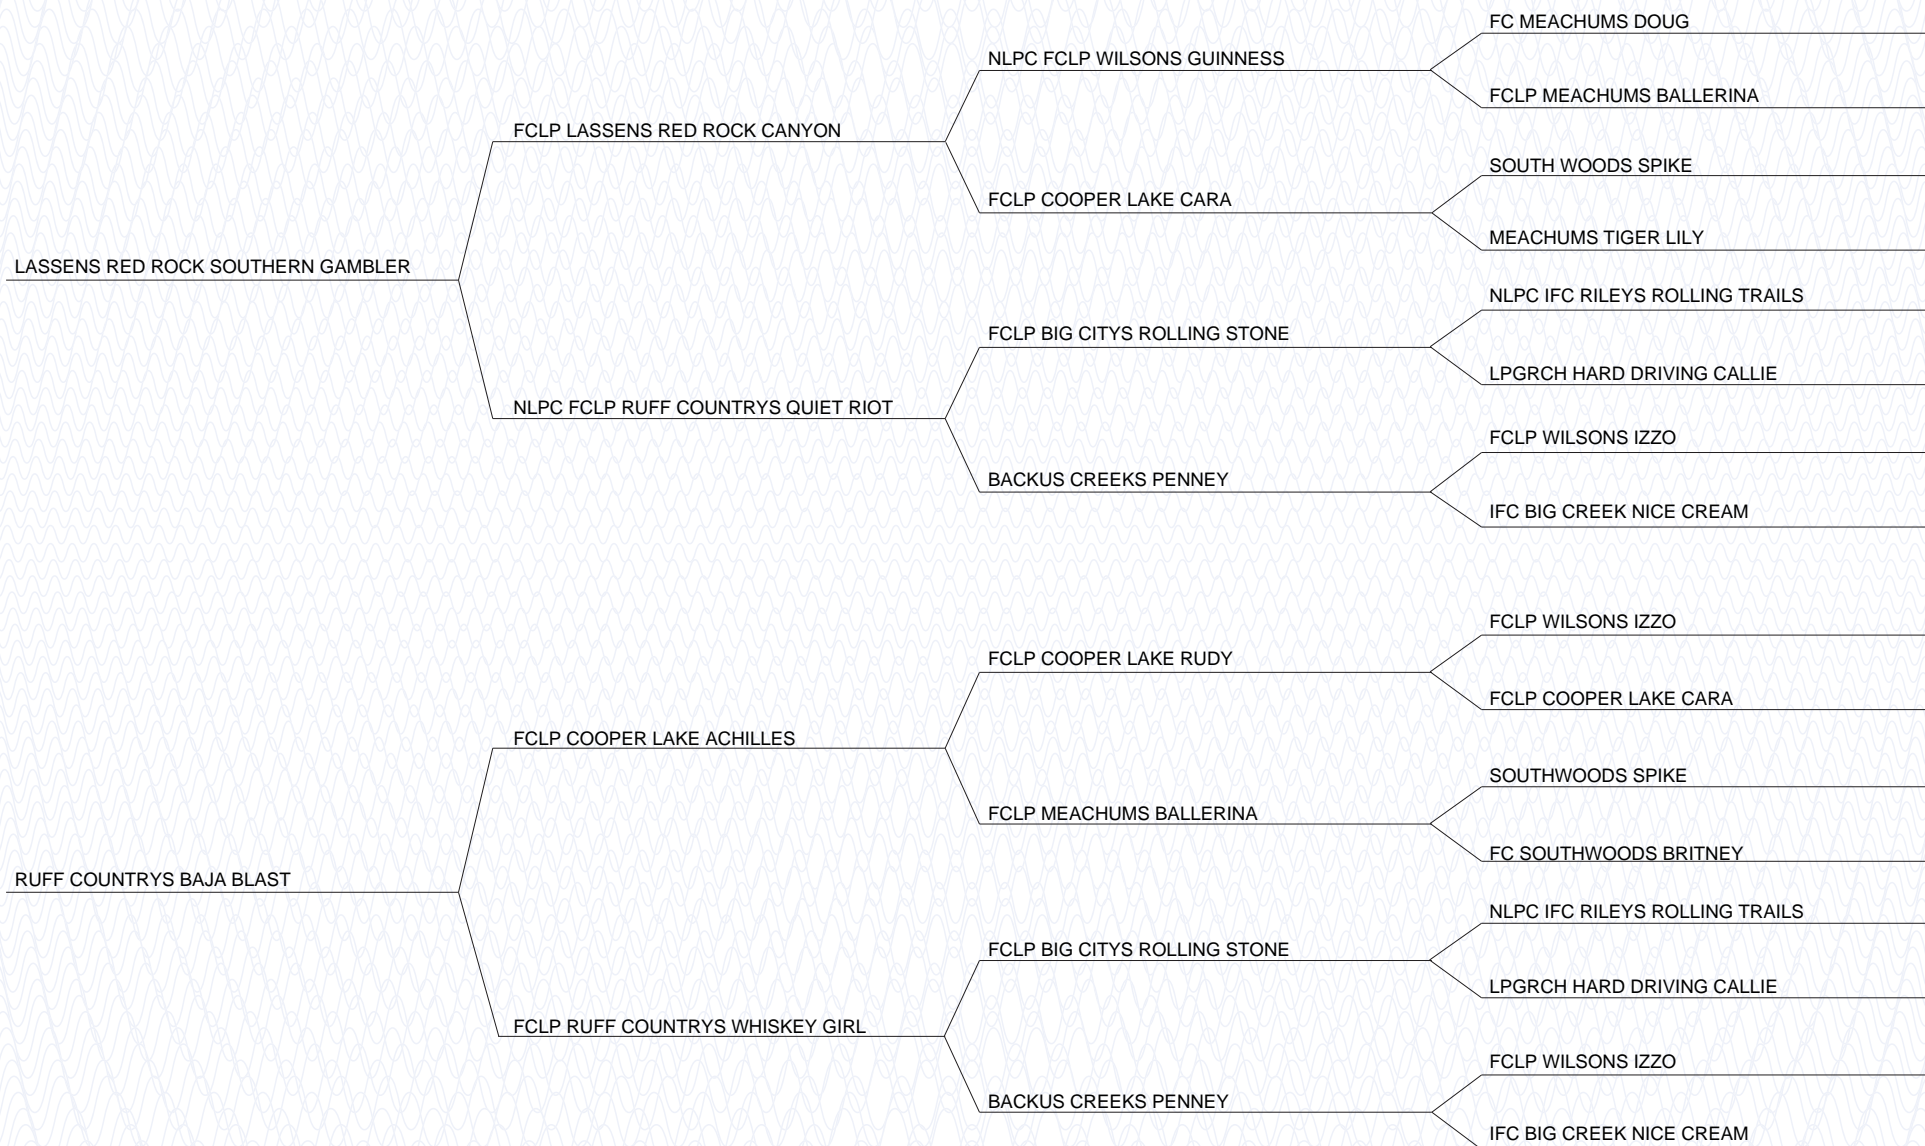 FC MEACHUMS DOUG
NLPC FCLP WILSONS GUINNESS
FCLP MEACHUMS BALLERINA
FCLP LASSENS RED ROCK CANYON
SOUTH WOODS SPIKE
FCLP COOPER LAKE CARA
MEACHUMS TIGER LILY
LASSENS RED ROCK SOUTHERN GAMBLER
NLPC IFC RILEYS ROLLING TRAILS
FCLP BIG CITYS ROLLING STONE
LPGRCH HARD DRIVING CALLIE
NLPC FCLP RUFF COUNTRYS QUIET RIOT
FCLP WILSONS IZZO
BACKUS CREEKS PENNEY
IFC BIG CREEK NICE CREAM
FCLP WILSONS IZZO
FCLP COOPER LAKE RUDY
FCLP COOPER LAKE CARA
FCLP COOPER LAKE ACHILLES
SOUTHWOODS SPIKE
FCLP MEACHUMS BALLERINA
FC SOUTHWOODS BRITNEY
RUFF COUNTRYS BAJA BLAST
NLPC IFC RILEYS ROLLING TRAILS
FCLP BIG CITYS ROLLING STONE
LPGRCH HARD DRIVING CALLIE
FCLP RUFF COUNTRYS WHISKEY GIRL
FCLP WILSONS IZZO
BACKUS CREEKS PENNEY
IFC BIG CREEK NICE CREAM